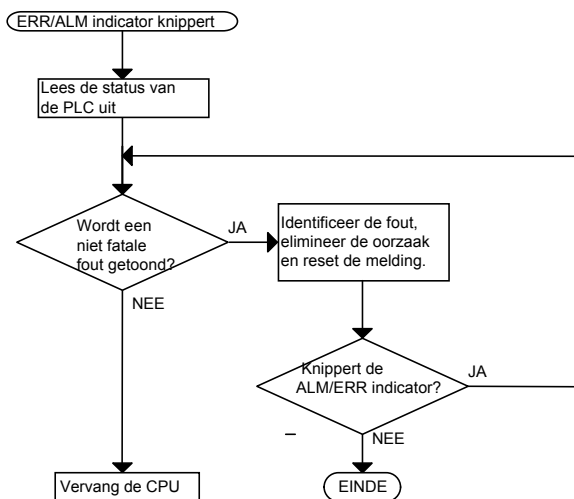 ERR/ALM indicator knippert
Lees de status van
de PLC uit
Wordt een
niet fatale
fout getoond?
JA
NEE
Identificeer de fout,
elimineer de oorzaak
en reset de melding.
Knippert de
ALM/ERR indicator?
JA
NEE
Vervang de CPU
EINDE